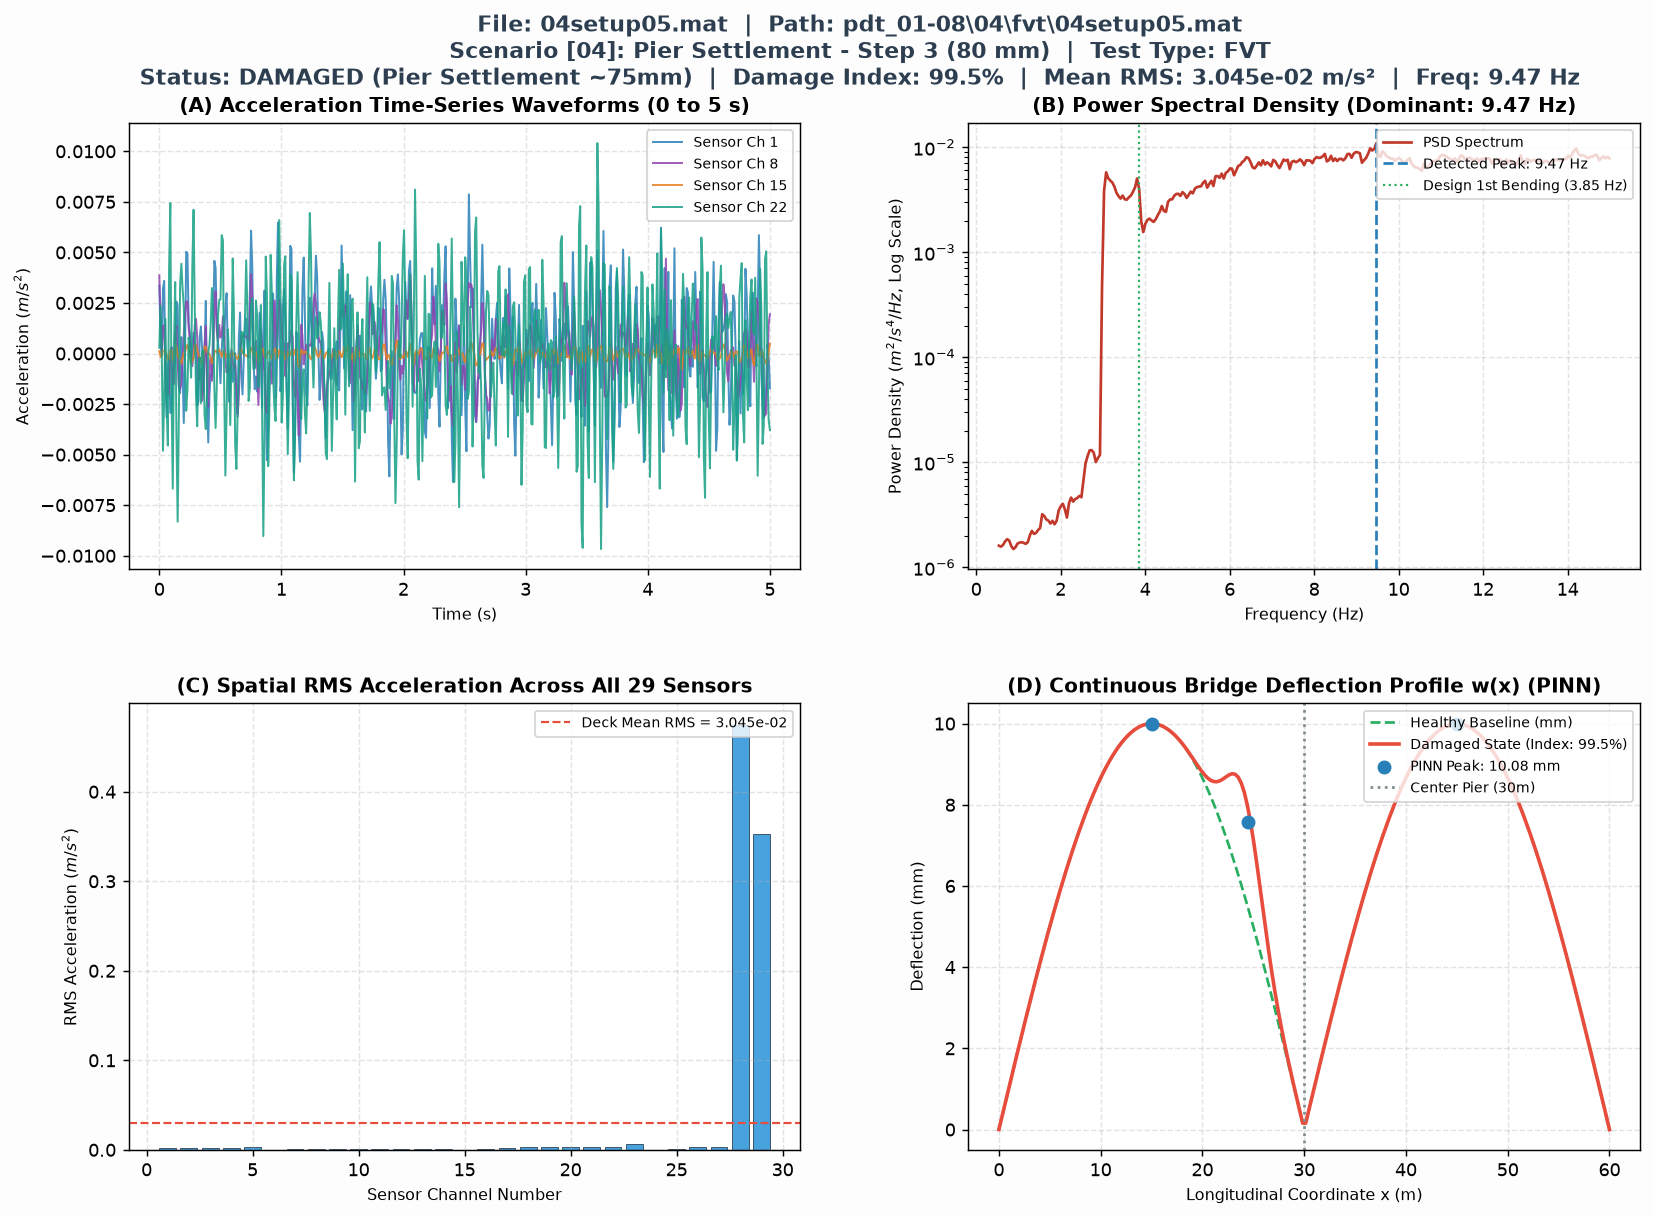 File: 04setup05.mat | Path: pdt_01-08\04\fvt\04setup05.mat
Scenario [04]: Pier Settlement - Step 3 (80 mm) | Test Type: FVT
Status: DAMAGED (Pier Settlement ~75mm) | Damage Index: 99.5% | Mean RMS: 3.045e-02 m/s² | Freq: 9.47 Hz
(A) Acceleration Time-Series Waveforms (0 to 5 s)
Sensor Ch 1
Sensor Ch 8
Sensor Ch 15
Sensor Ch 22
Acceleration (m/s²)
0.0100
0.0075
0.0050
0.0025
0.0000
−0.0025
−0.0050
−0.0075
−0.0100
0 1 2 3 4 5
Time (s)
(B) Power Spectral Density (Dominant: 9.47 Hz)
PSD Spectrum
Detected Peak: 9.47 Hz
Design 1st Bending (3.85 Hz)
Power Density (m²/s⁴/Hz, Log Scale)
10⁻²
10⁻³
10⁻⁴
10⁻⁵
10⁻⁶
0 2 4 6 8 10 12 14
Frequency (Hz)
(C) Spatial RMS Acceleration Across All 29 Sensors
Deck Mean RMS = 3.045e-02
RMS Acceleration (m/s²)
0.4
0.3
0.2
0.1
0.0
0 5 10 15 20 25 30
Sensor Channel Number
(D) Continuous Bridge Deflection Profile w(x) (PINN)
Healthy Baseline (mm)
Damaged State (Index: 99.5%)
PINN Peak: 10.08 mm
Center Pier (30m)
Deflection (mm)
10
8
6
4
2
0
0 10 20 30 40 50 60
Longitudinal Coordinate x (m)